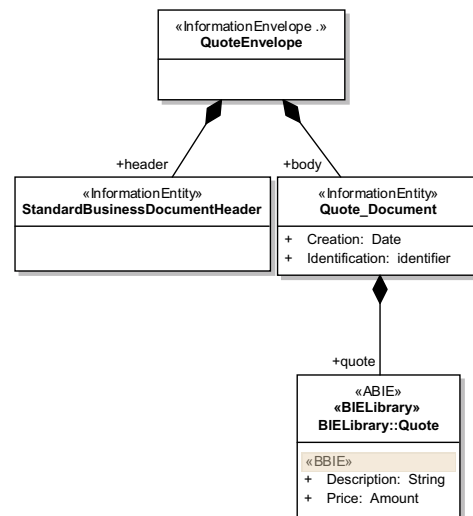 «InformationEnvelope .»
QuoteEnvelope
+header
+body
«InformationEntity»
StandardBusinessDocumentHeader
«InformationEntity»
Quote_Document
+ Creation: Date
+ Identification: identifier
+quote
«ABIE»
«BIELibrary»
BIELibrary::Quote
«BBIE»
+ Description: String
+ Price: Amount